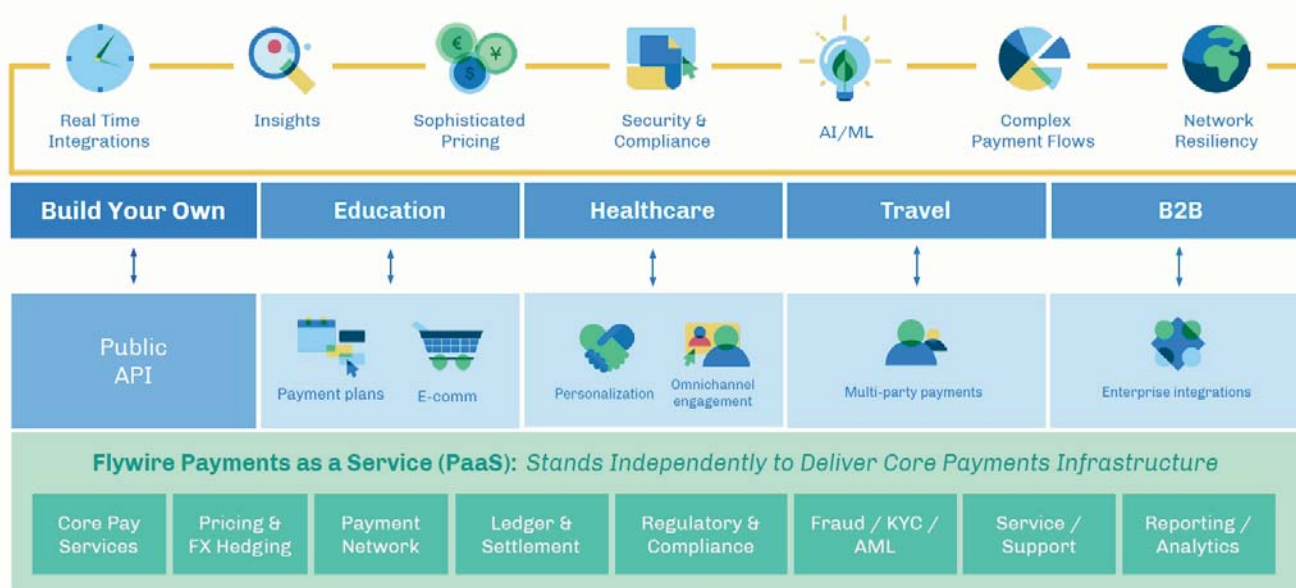 Real Time
Integrations
Insights
Sophisticated
Pricing
Security &
Compliance
AI/ML
Complex
Payment Flows
Network
Resiliency
Build Your Own
Education
Healthcare
Travel
B2B
Public
API
Payment plans
E-comm
Personalization
Omnichannel
engagement
Multi-party payments
Enterprise integrations
Flywire Payments as a Service (PaaS): Stands Independently to Deliver Core Payments Infrastructure
Core Pay
Services
Pricing &
FX Hedging
Payment
Network
Ledger &
Settlement
Regulatory &
Compliance
Fraud / KYC /
AML
Service /
Support
Reporting /
Analytics